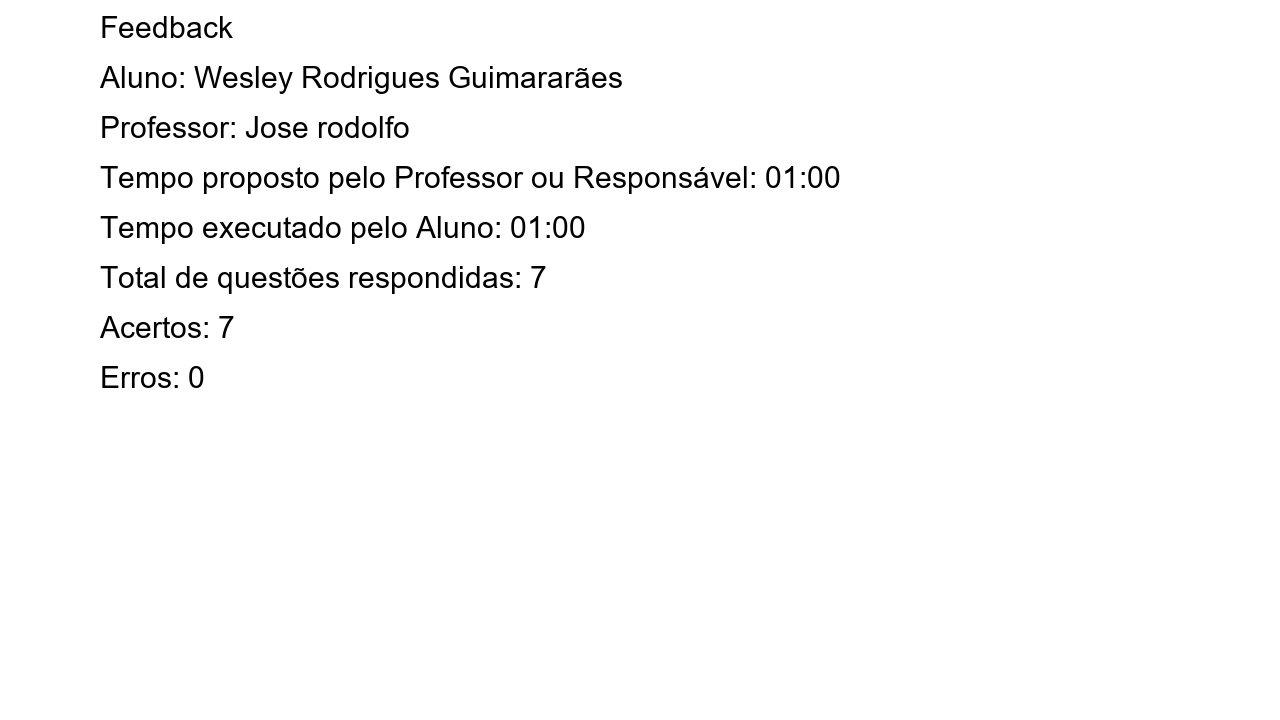 Feedback
Aluno: Wesley Rodrigues Guimararães
Professor: Jose rodolfo
Tempo proposto pelo Professor ou Responsável: 01:00
Tempo executado pelo Aluno: 01:00
Total de questões respondidas: 7
Acertos: 7
Erros: 0